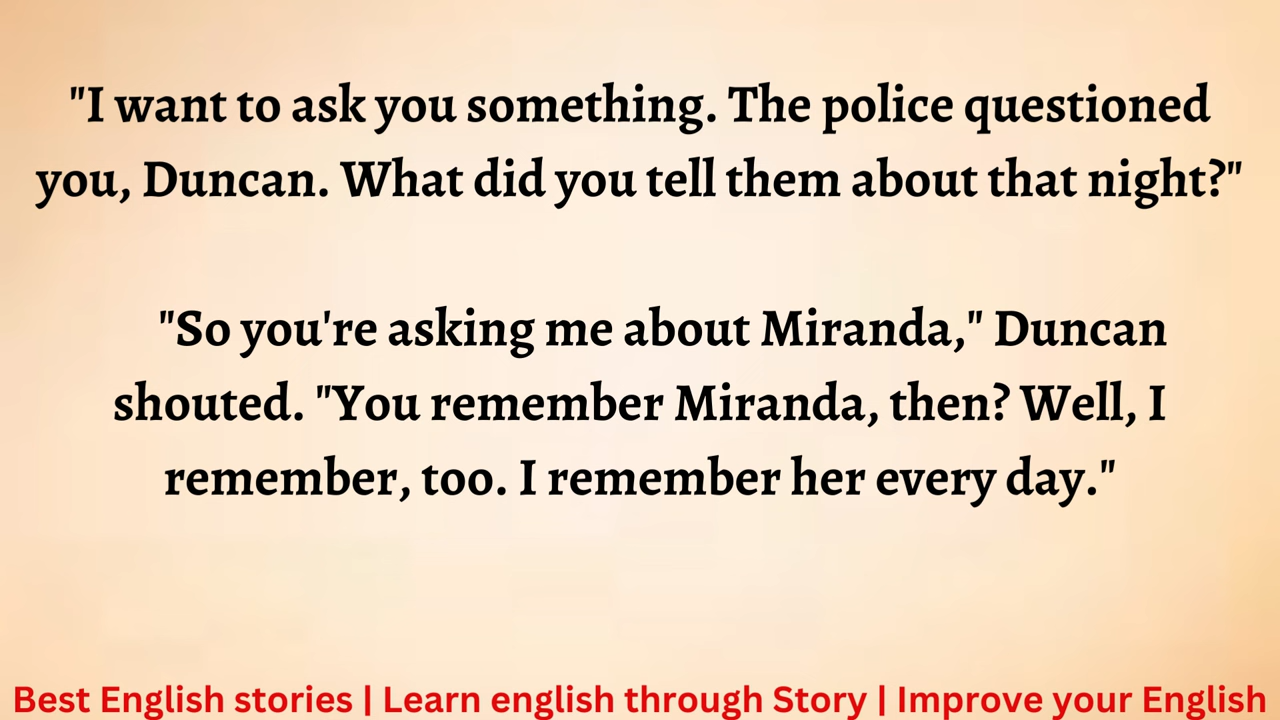 "I want to ask you something. The police questioned
you, Duncan. What did you tell them about that night?"
"So you're asking me about Miranda," Duncan
shouted. "You remember Miranda, then? Well, I
remember, too. I remember her every day."
Best English stories | Learn english through Story | Improve your English